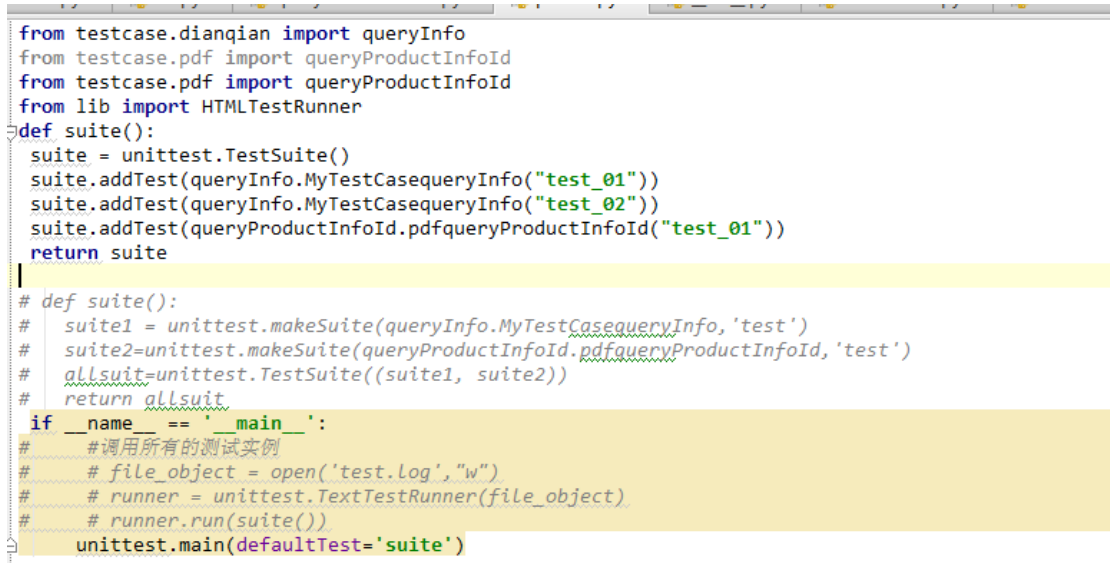 from testcase.dianqian import queryInfo
from testcase.pdf import queryProductInfoId
from testcase.pdf import queryProductInfoId
from lib import HTMLTestRunner
def suite():
 suite = unittest.TestSuite()
 suite.addTest(queryInfo.MyTestCasequeryInfo("test_01"))
 suite.addTest(queryInfo.MyTestCasequeryInfo("test_02"))
 suite.addTest(queryProductInfoId.pdfqueryProductInfoId("test_01"))
 return suite
# def suite():
#   suite1 = unittest.makeSuite(queryInfo.MyTestCasequeryInfo,'test')
#   suite2=unittest.makeSuite(queryProductInfoId.pdfqueryProductInfoId,'test')
#   allsuit=unittest.TestSuite((suite1, suite2))
#   return allsuit
 if __name__ == '__main__':
#     #调用所有的测试实例
#     # file_object = open('test.log',"w")
#     # runner = unittest.TextTestRunner(file_object)
#     # runner.run(suite())
     unittest.main(defaultTest='suite')